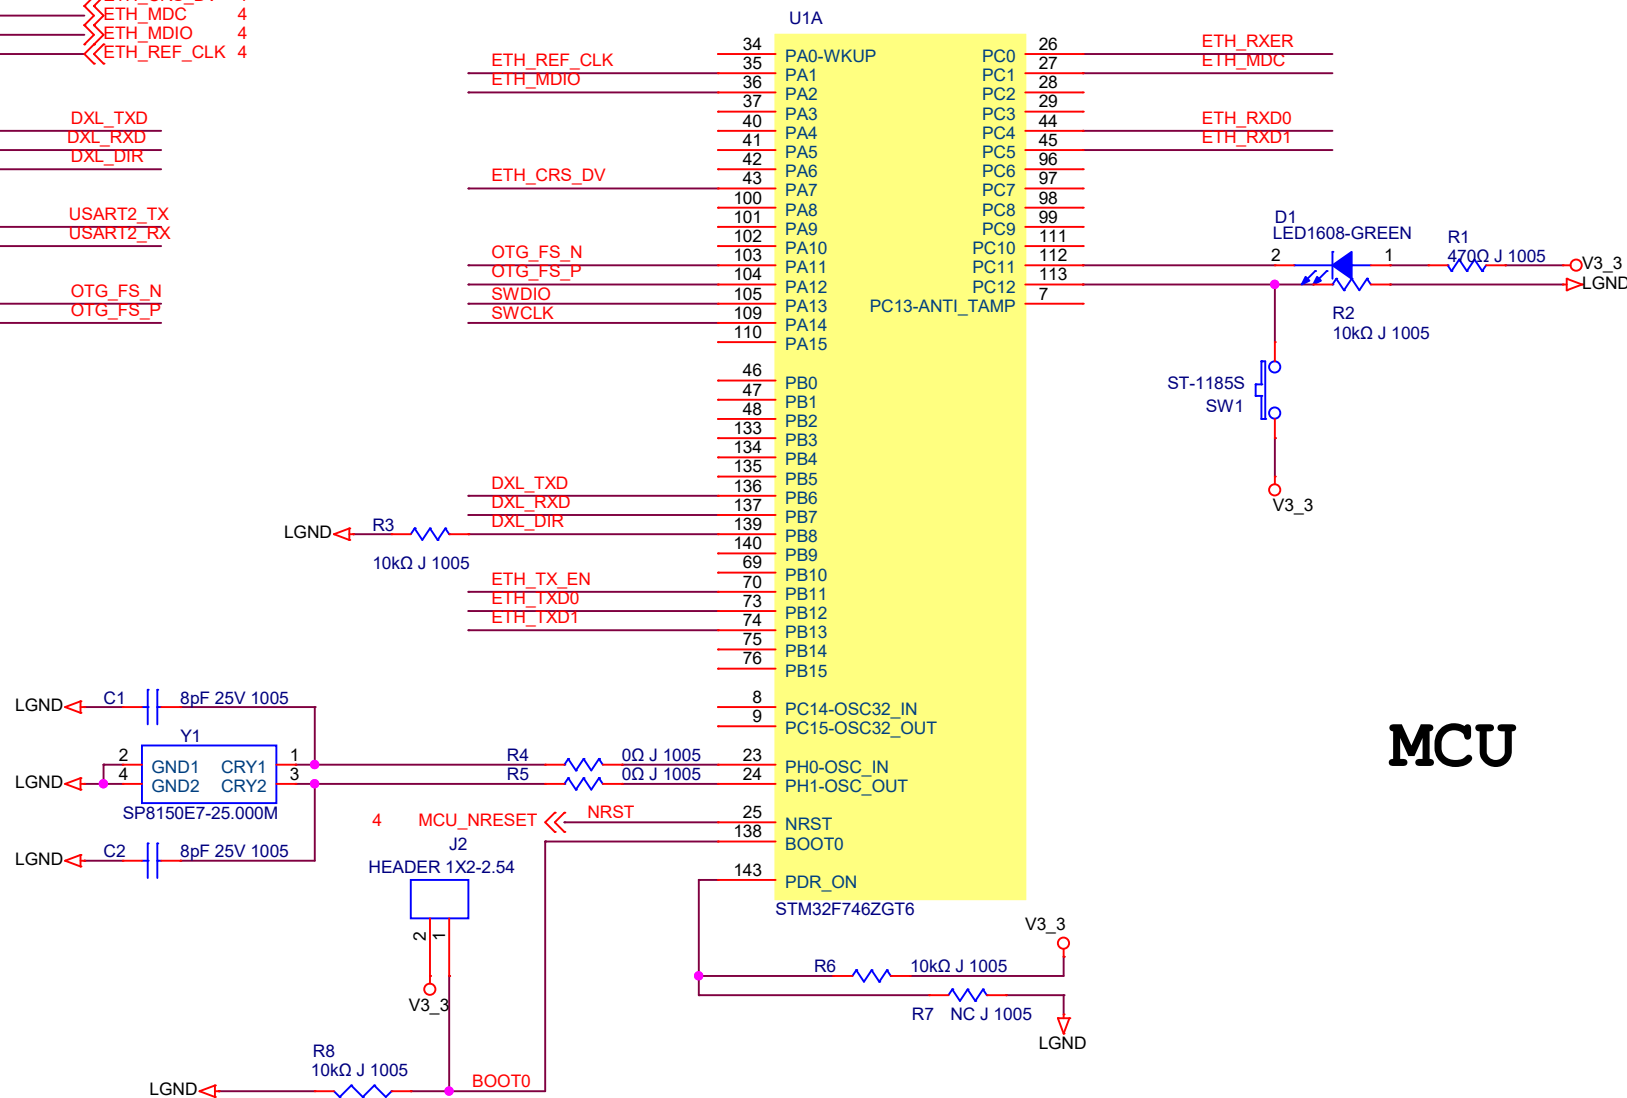 ETH_CRS_DV 4
ETH_MDC 4
ETH_MDIO 4
ETH_REF_CLK 4
DXL_TXD
DXL_RXD
DXL_DIR
USART2_TX
USART2_RX
OTG_FS_N
OTG_FS_P
U1A
ETH_REF_CLK
ETH_MDIO
ETH_CRS_DV
OTG_FS_N
OTG_FS_P
SWDIO
SWCLK
34 PA0-WKUP
35 PA1
36 PA2
37 PA3
40 PA4
41 PA5
42 PA6
43 PA7
100 PA8
101 PA9
102 PA10
103 PA11
104 PA12
105 PA13
109 PA14
110 PA15
46 PB0
47 PB1
48 PB2
133 PB3
134 PB4
135 PB5
136 PB6
137 PB7
139 PB8
140 PB9
69 PB10
70 PB11
73 PB12
74 PB13
75 PB14
76 PB15
8 PC14-OSC32_IN
9 PC15-OSC32_OUT
23 PH0-OSC_IN
24 PH1-OSC_OUT
25 NRST
138 BOOT0
143 PDR_ON
STM32F746ZGT6
PC0 26
PC1 27
PC2 28
PC3 29
PC4 44
PC5 45
PC6 96
PC7 97
PC8 98
PC9 99
PC10 111
PC11 112
PC12 113
PC13-ANTI_TAMP 7
ETH_RXER
ETH_MDC
ETH_RXD0
ETH_RXD1
D1
LED1608-GREEN
2 1
R1
470Ω J 1005
V3_3
LGND
R2
10kΩ J 1005
ST-1185S
SW1
V3_3
DXL_TXD
DXL_RXD
DXL_DIR
LGND R3
10kΩ J 1005
ETH_TX_EN
ETH_TXD0
ETH_TXD1
LGND C1 8pF 25V 1005
Y1
2 GND1 CRY1 1
4 GND2 CRY2 3
LGND
SP8150E7-25.000M
LGND C2 8pF 25V 1005
R4 0Ω J 1005
R5 0Ω J 1005
4 MCU_NRESET NRST
J2
HEADER 1X2-2.54
2 1
V3_3
R8
10kΩ J 1005
LGND BOOT0
V3_3
R6 10kΩ J 1005
R7 NC J 1005
LGND
MCU